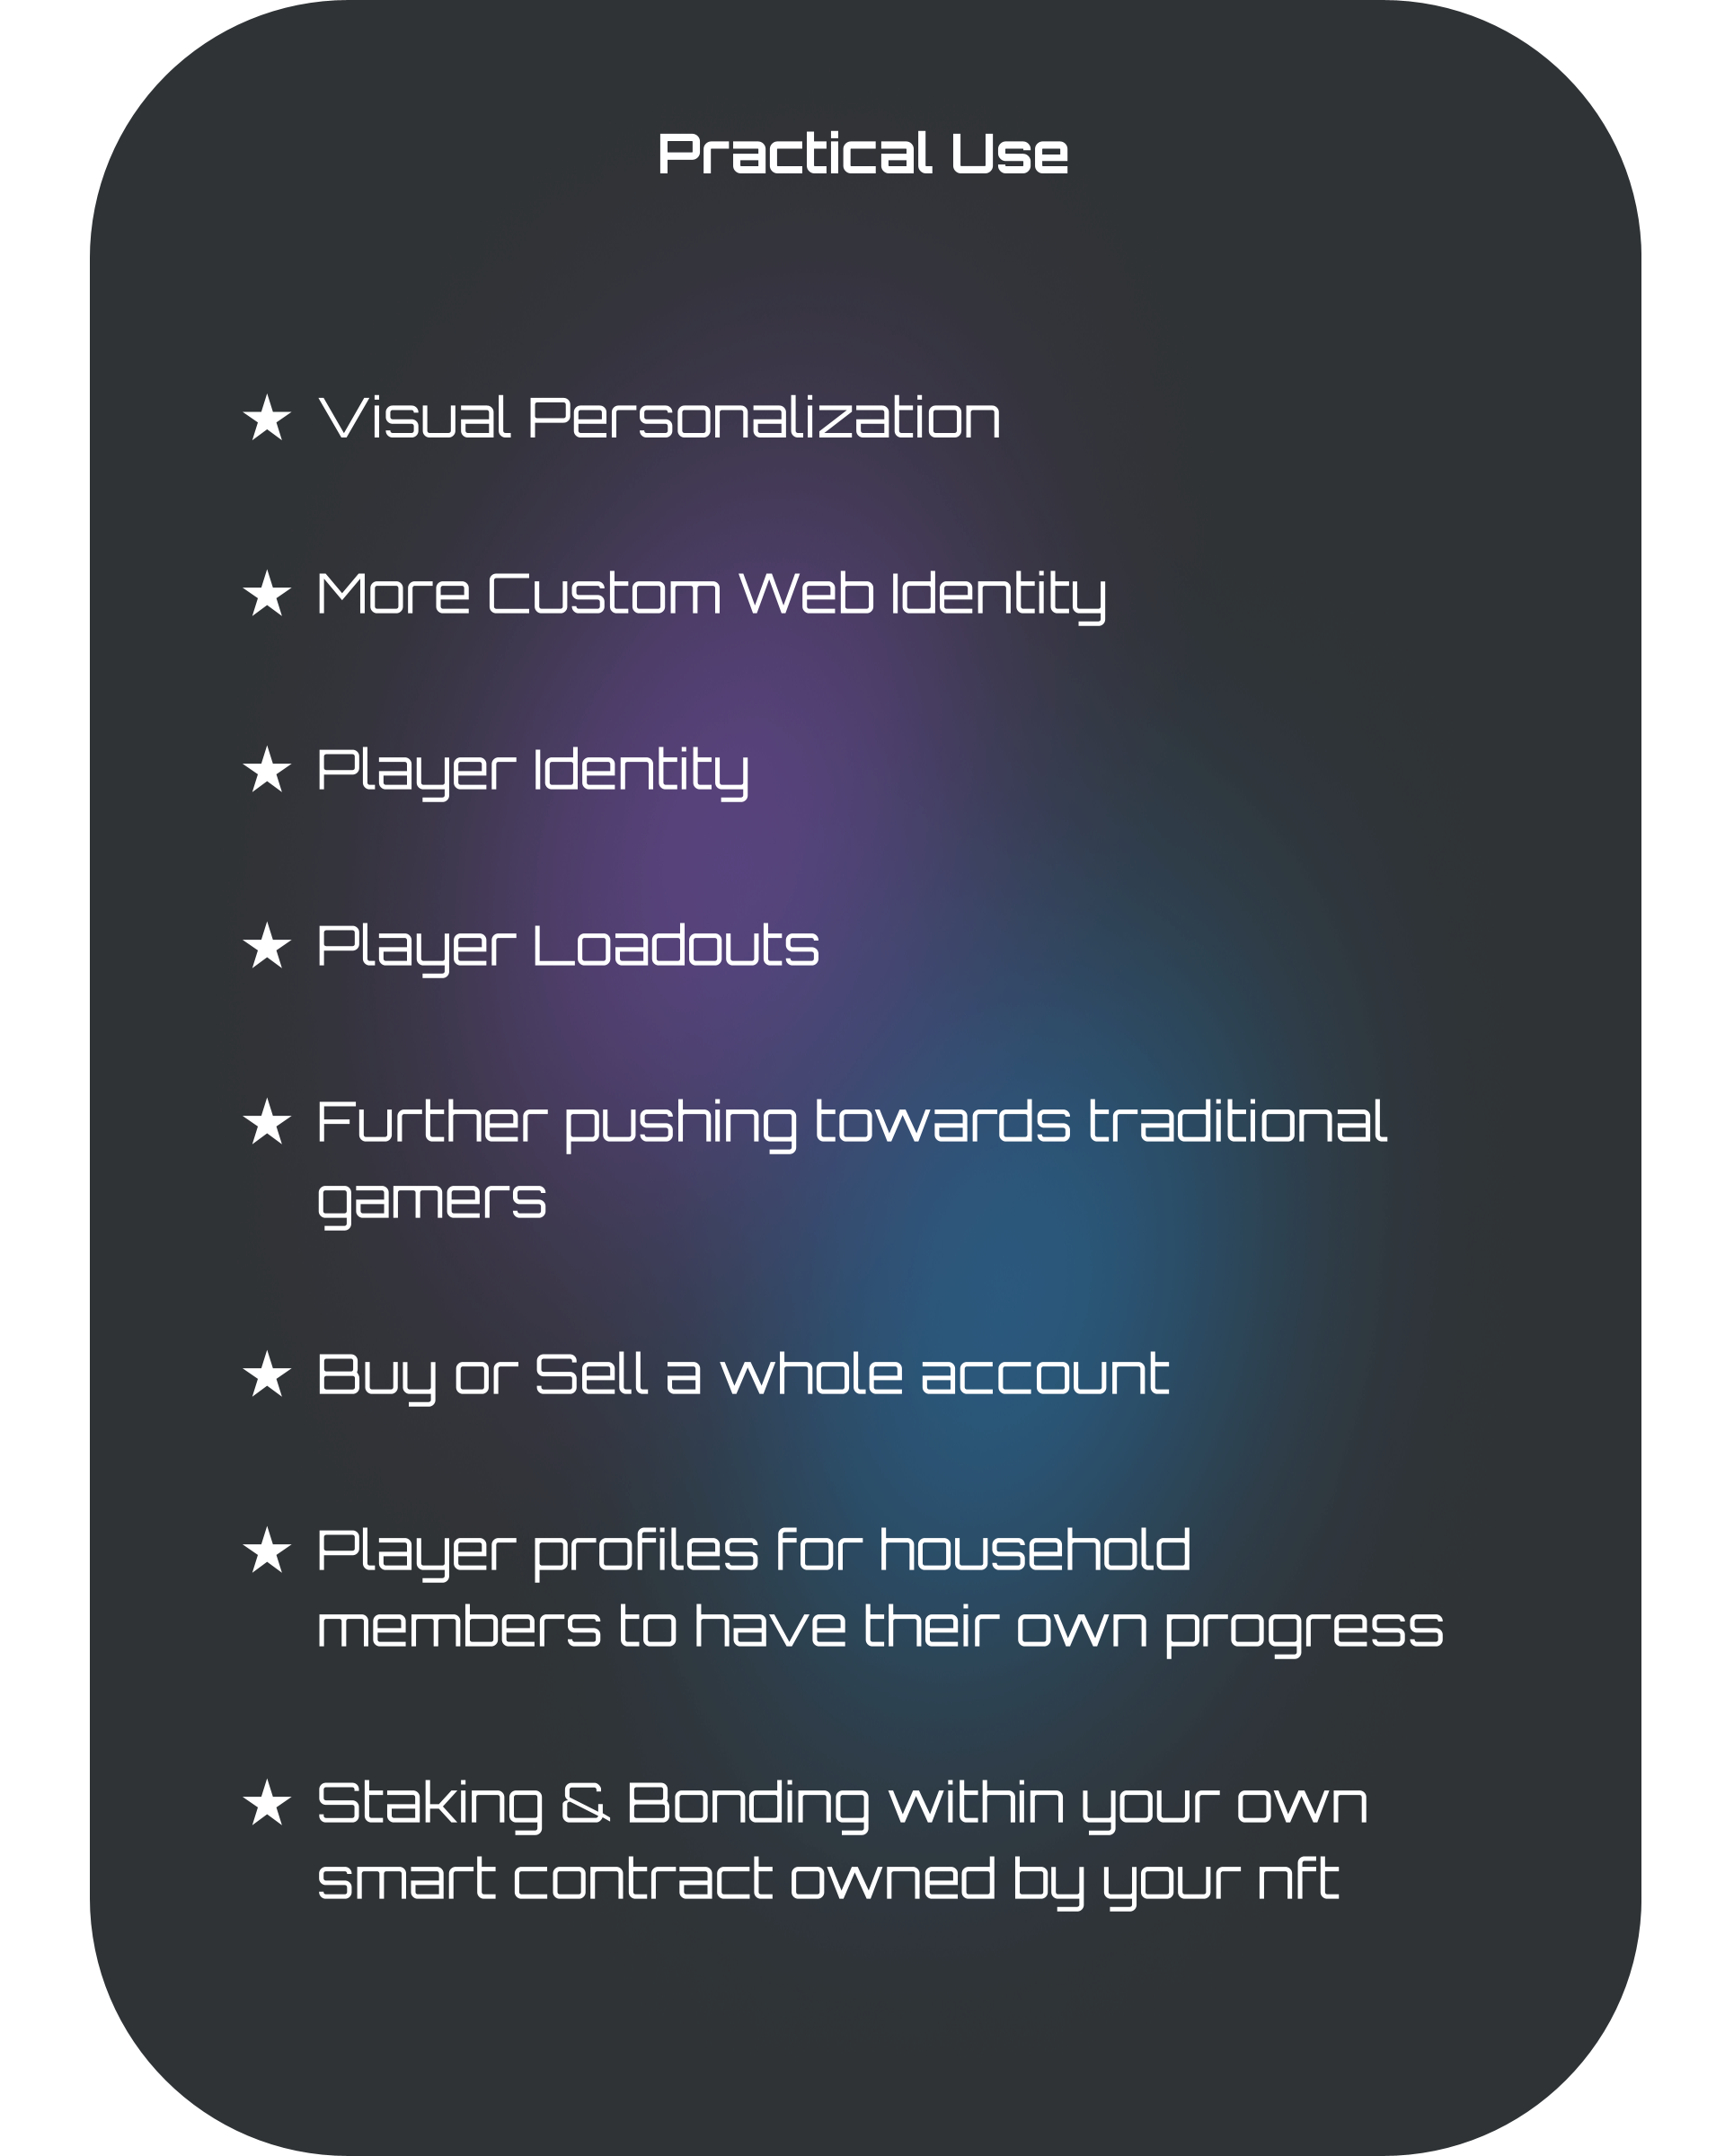 Practical Use
★ Visual Personalization
★ More Custom Web Identity
★ Player Identity
★ Player Loadouts
★ Further pushing towards traditional
gamers
★ Buy or Sell a whole account
★ Player profiles for household
members to have their own progress
★ Staking & Bonding within your own
smart contract owned by your nft